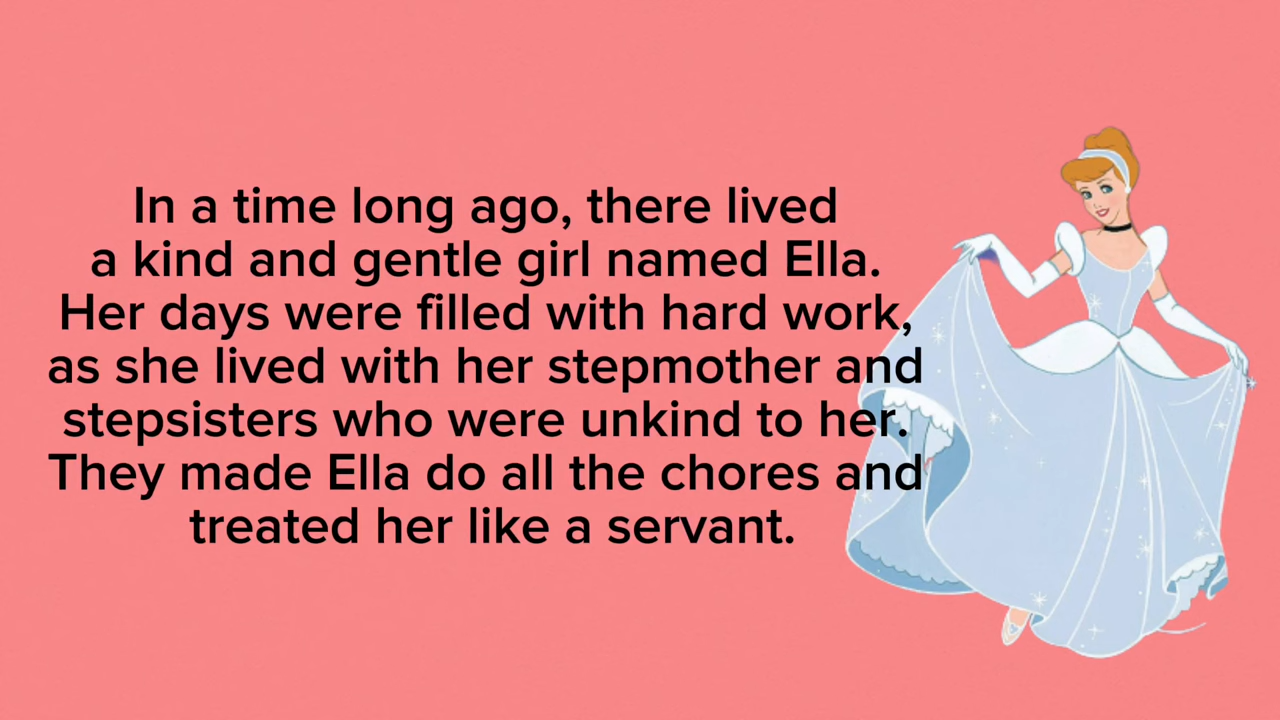 In a time long ago, there lived
a kind and gentle girl named Ella.
Her days were filled with hard work,
as she lived with her stepmother and
stepsisters who were unkind to her.
They made Ella do all the chores and
treated her like a servant.